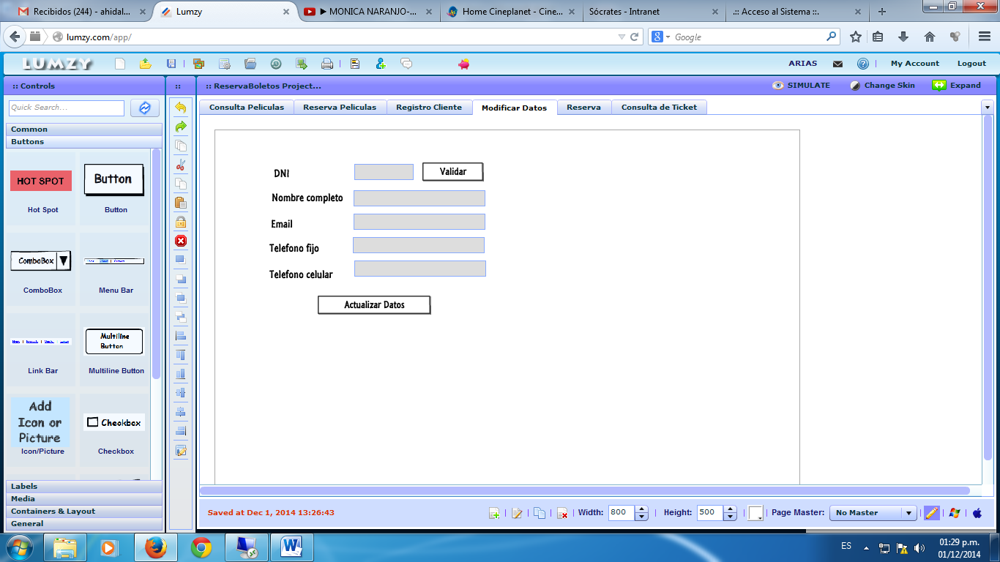 Recibidos (244) - ahidal...
Lumzy
MONICA NARANJO-...
Home Cineplanet - Cine...
Sócrates - Intranet
.:: Acceso al Sistema ::.
lumzy.com/app/
Google
LUMZY
ARIAS
My Account
Logout
:: Controls
::
:: ReservaBoletos Project...
SIMULATE
Change Skin
Expand
Quick Search...
Consulta Peliculas
Reserva Peliculas
Registro Cliente
Modificar Datos
Reserva
Consulta de Ticket
Common
Buttons
HOT SPOT
Button
Hot Spot
Button
ComboBox
ComboBox
Menu Bar
Multiline
Button
Link Bar
Multiline Button
Add
Icon or
Picture
Checkbox
Icon/Picture
Checkbox
Labels
Media
Containers & Layout
General
DNI
Validar
Nombre completo
Email
Telefono fijo
Telefono celular
Actualizar Datos
Saved at Dec 1, 2014 13:26:43
Width: 800
Height: 500
Page Master: No Master
ES
01:29 p.m.
01/12/2014